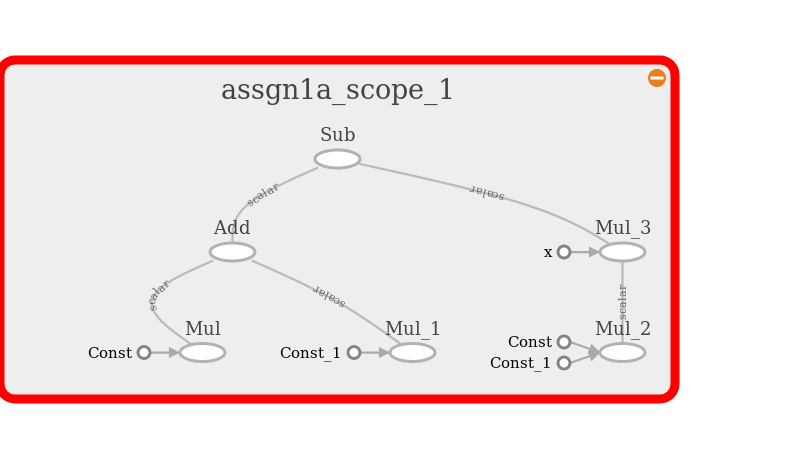 assgn1a_scope_1
Sub
scalar
scalar
Add
Mul_3
x
scalar
scalar
scalar
Mul
Mul_1
Mul_2
Const
Const
Const_1
Const_1